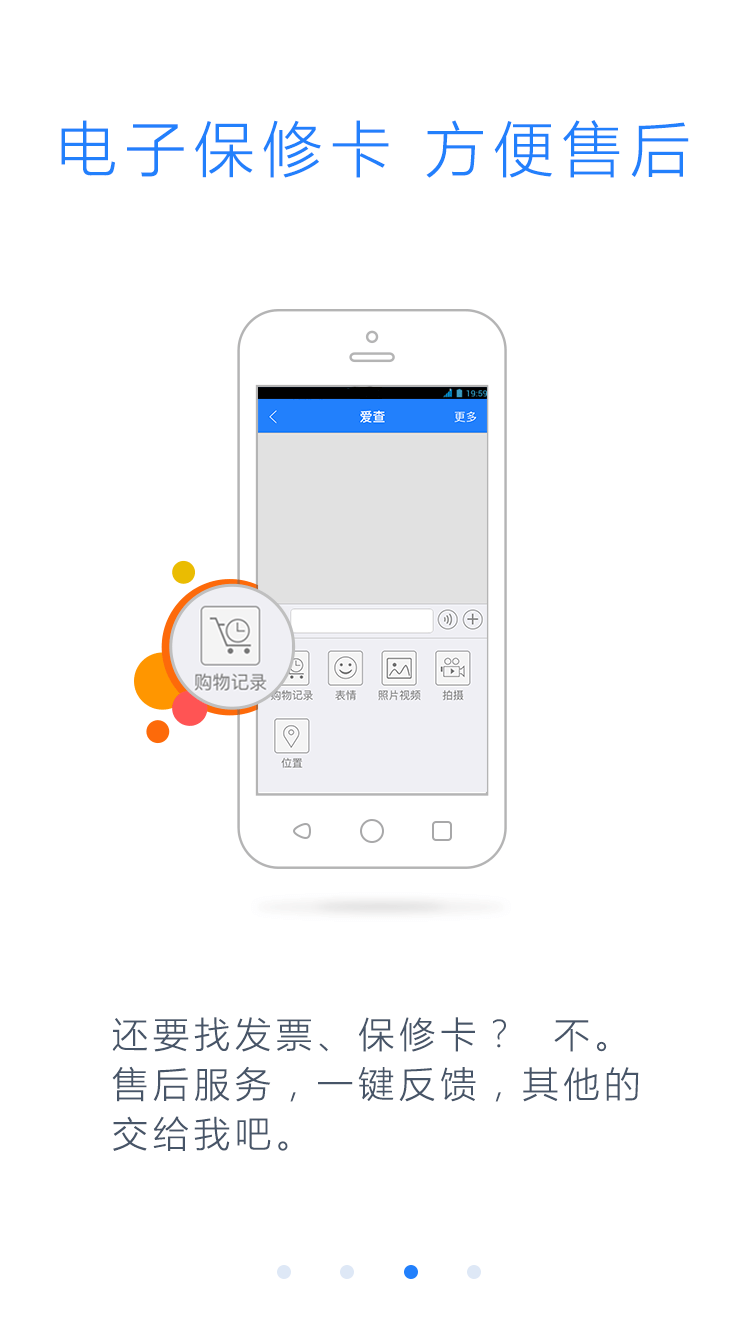 电子保修卡 方便售后
19:59
爱查 更多
购物记录
购物记录 表情 照片视频 拍摄
位置
还要找发票、保修卡？ 不。
售后服务，一键反馈，其他的
交给我吧。